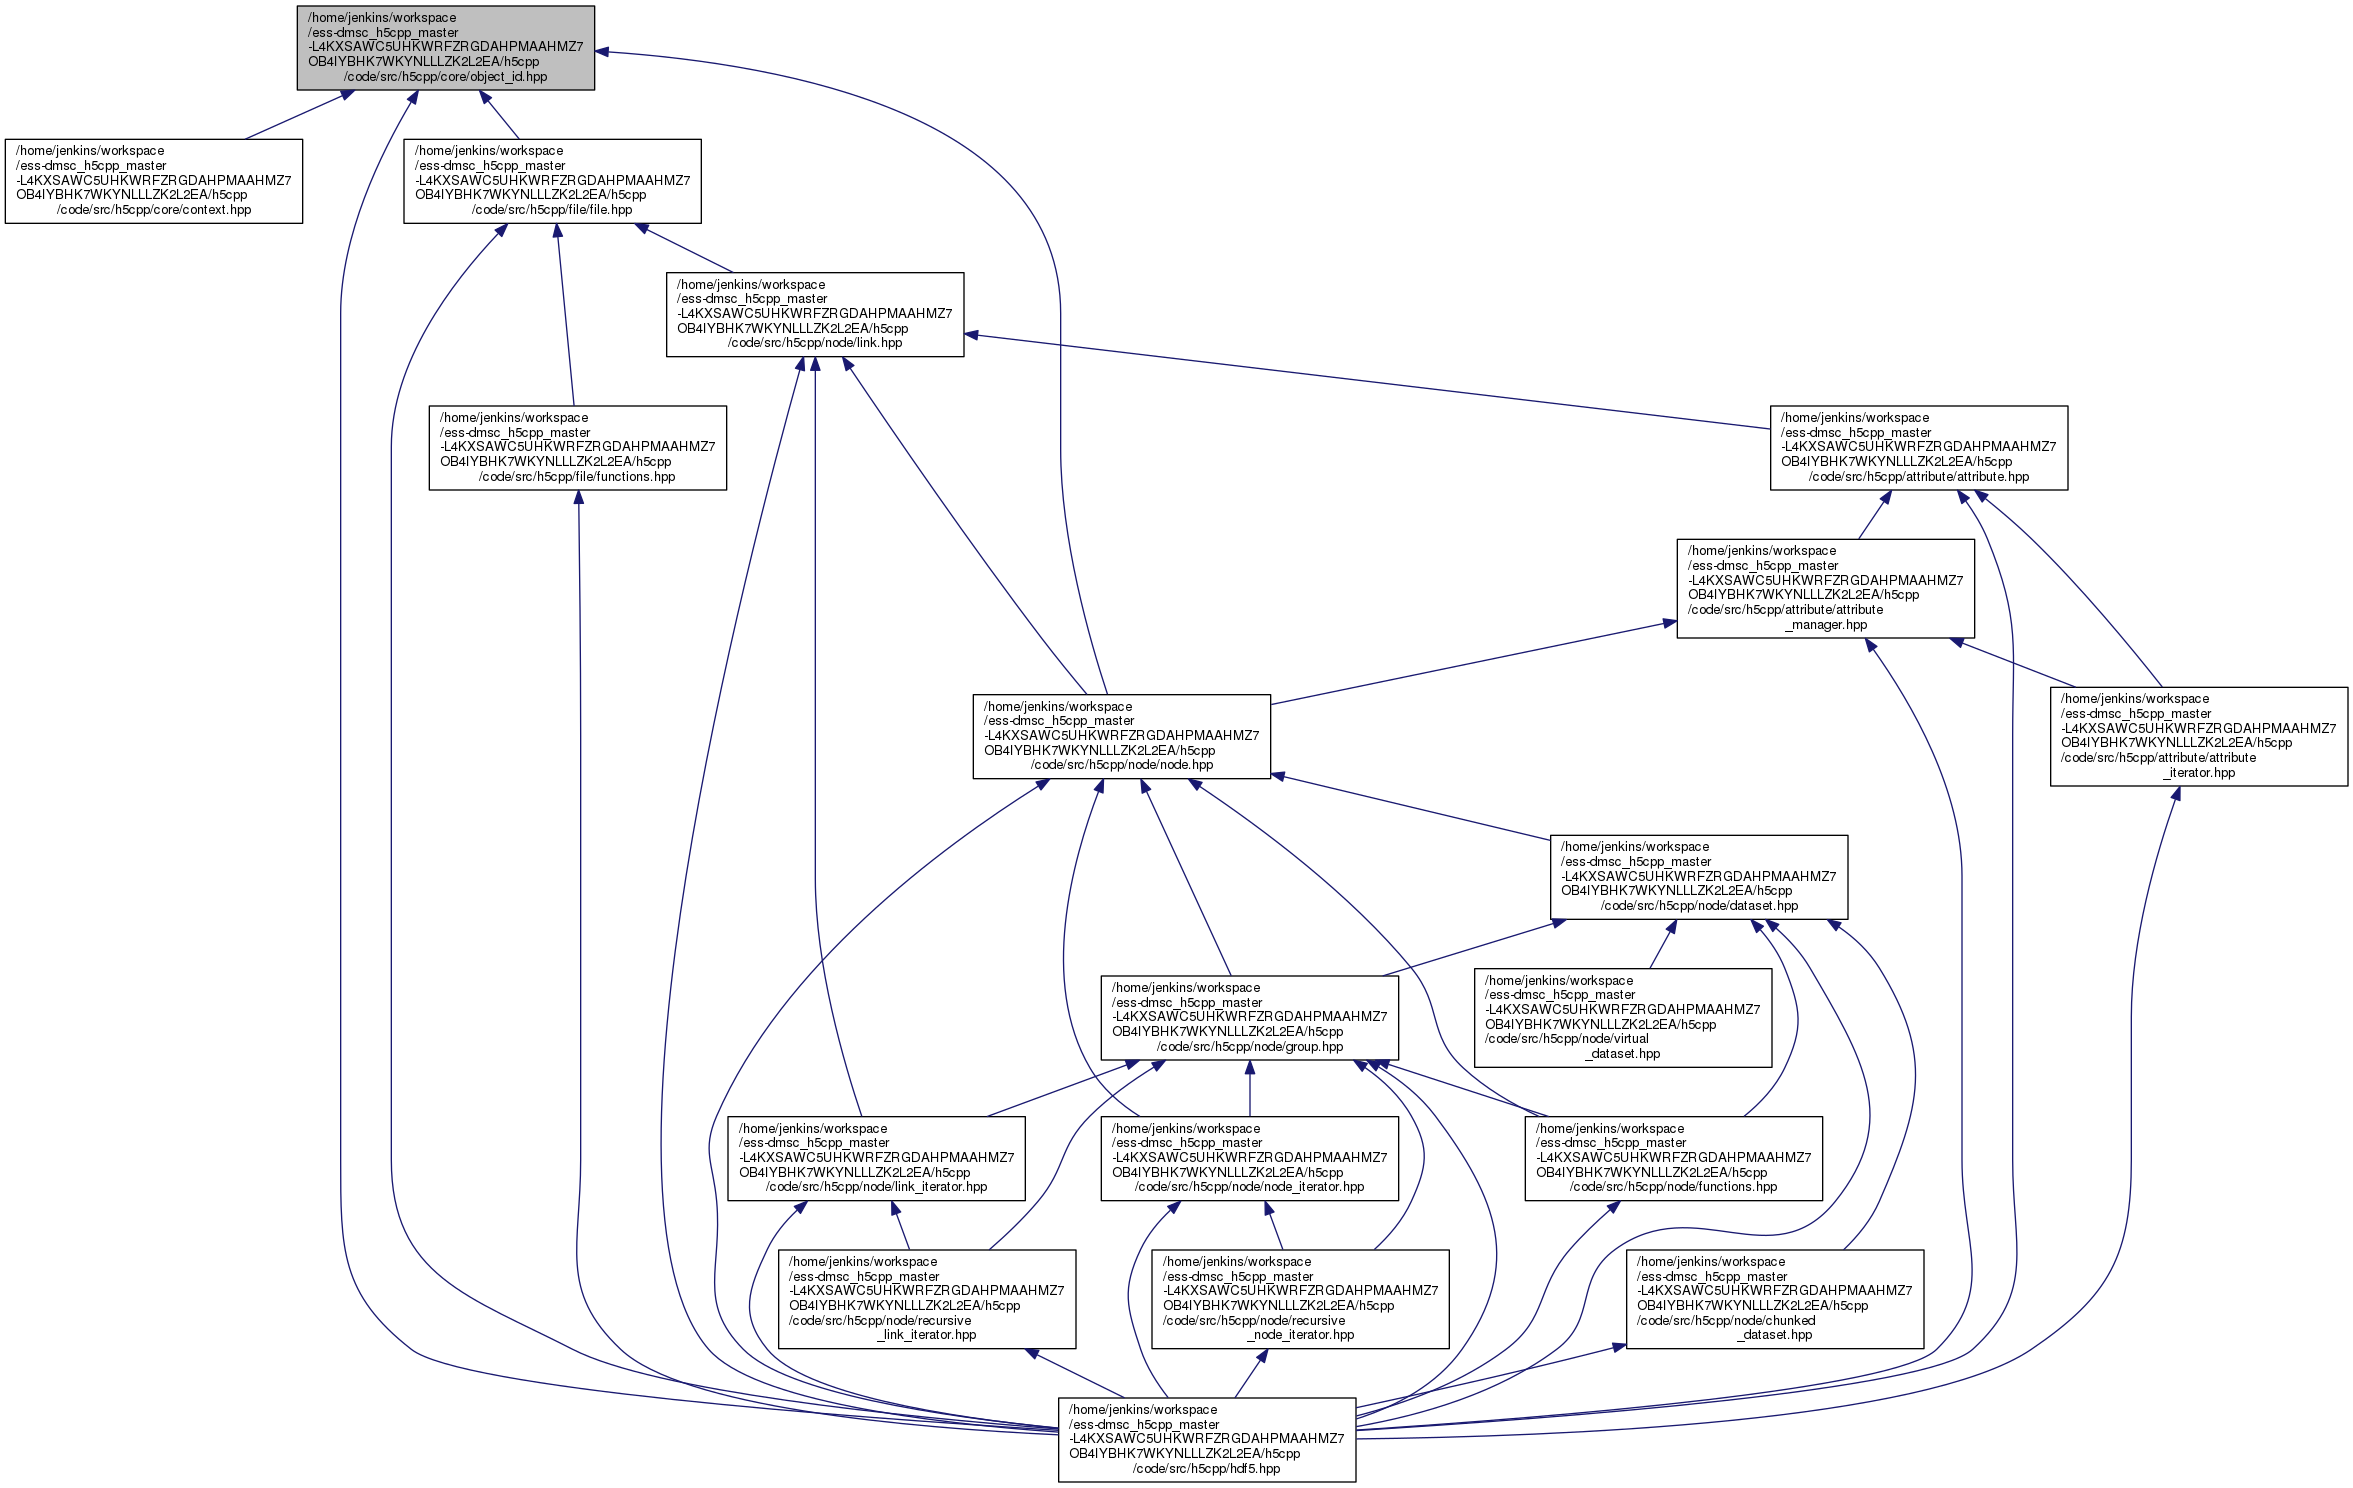 /home/jenkins/workspace
/ess-dmsc_h5cpp_master
-L4KXSAWC5UHKWRFZRGDAHPMAAHMZ7
OB4IYBHK7WKYNLLLZK2L2EA/h5cpp
/code/src/h5cpp/core/object_id.hpp
/home/jenkins/workspace
/ess-dmsc_h5cpp_master
-L4KXSAWC5UHKWRFZRGDAHPMAAHMZ7
OB4IYBHK7WKYNLLLZK2L2EA/h5cpp
/code/src/h5cpp/core/context.hpp
/home/jenkins/workspace
/ess-dmsc_h5cpp_master
-L4KXSAWC5UHKWRFZRGDAHPMAAHMZ7
OB4IYBHK7WKYNLLLZK2L2EA/h5cpp
/code/src/h5cpp/file/file.hpp
/home/jenkins/workspace
/ess-dmsc_h5cpp_master
-L4KXSAWC5UHKWRFZRGDAHPMAAHMZ7
OB4IYBHK7WKYNLLLZK2L2EA/h5cpp
/code/src/h5cpp/node/link.hpp
/home/jenkins/workspace
/ess-dmsc_h5cpp_master
-L4KXSAWC5UHKWRFZRGDAHPMAAHMZ7
OB4IYBHK7WKYNLLLZK2L2EA/h5cpp
/code/src/h5cpp/file/functions.hpp
/home/jenkins/workspace
/ess-dmsc_h5cpp_master
-L4KXSAWC5UHKWRFZRGDAHPMAAHMZ7
OB4IYBHK7WKYNLLLZK2L2EA/h5cpp
/code/src/h5cpp/attribute/attribute.hpp
/home/jenkins/workspace
/ess-dmsc_h5cpp_master
-L4KXSAWC5UHKWRFZRGDAHPMAAHMZ7
OB4IYBHK7WKYNLLLZK2L2EA/h5cpp
/code/src/h5cpp/attribute/attribute
_manager.hpp
/home/jenkins/workspace
/ess-dmsc_h5cpp_master
-L4KXSAWC5UHKWRFZRGDAHPMAAHMZ7
OB4IYBHK7WKYNLLLZK2L2EA/h5cpp
/code/src/h5cpp/node/node.hpp
/home/jenkins/workspace
/ess-dmsc_h5cpp_master
-L4KXSAWC5UHKWRFZRGDAHPMAAHMZ7
OB4IYBHK7WKYNLLLZK2L2EA/h5cpp
/code/src/h5cpp/attribute/attribute
_iterator.hpp
/home/jenkins/workspace
/ess-dmsc_h5cpp_master
-L4KXSAWC5UHKWRFZRGDAHPMAAHMZ7
OB4IYBHK7WKYNLLLZK2L2EA/h5cpp
/code/src/h5cpp/node/dataset.hpp
/home/jenkins/workspace
/ess-dmsc_h5cpp_master
-L4KXSAWC5UHKWRFZRGDAHPMAAHMZ7
OB4IYBHK7WKYNLLLZK2L2EA/h5cpp
/code/src/h5cpp/node/group.hpp
/home/jenkins/workspace
/ess-dmsc_h5cpp_master
-L4KXSAWC5UHKWRFZRGDAHPMAAHMZ7
OB4IYBHK7WKYNLLLZK2L2EA/h5cpp
/code/src/h5cpp/node/virtual
_dataset.hpp
/home/jenkins/workspace
/ess-dmsc_h5cpp_master
-L4KXSAWC5UHKWRFZRGDAHPMAAHMZ7
OB4IYBHK7WKYNLLLZK2L2EA/h5cpp
/code/src/h5cpp/node/link_iterator.hpp
/home/jenkins/workspace
/ess-dmsc_h5cpp_master
-L4KXSAWC5UHKWRFZRGDAHPMAAHMZ7
OB4IYBHK7WKYNLLLZK2L2EA/h5cpp
/code/src/h5cpp/node/node_iterator.hpp
/home/jenkins/workspace
/ess-dmsc_h5cpp_master
-L4KXSAWC5UHKWRFZRGDAHPMAAHMZ7
OB4IYBHK7WKYNLLLZK2L2EA/h5cpp
/code/src/h5cpp/node/functions.hpp
/home/jenkins/workspace
/ess-dmsc_h5cpp_master
-L4KXSAWC5UHKWRFZRGDAHPMAAHMZ7
OB4IYBHK7WKYNLLLZK2L2EA/h5cpp
/code/src/h5cpp/node/recursive
_link_iterator.hpp
/home/jenkins/workspace
/ess-dmsc_h5cpp_master
-L4KXSAWC5UHKWRFZRGDAHPMAAHMZ7
OB4IYBHK7WKYNLLLZK2L2EA/h5cpp
/code/src/h5cpp/node/recursive
_node_iterator.hpp
/home/jenkins/workspace
/ess-dmsc_h5cpp_master
-L4KXSAWC5UHKWRFZRGDAHPMAAHMZ7
OB4IYBHK7WKYNLLLZK2L2EA/h5cpp
/code/src/h5cpp/node/chunked
_dataset.hpp
/home/jenkins/workspace
/ess-dmsc_h5cpp_master
-L4KXSAWC5UHKWRFZRGDAHPMAAHMZ7
OB4IYBHK7WKYNLLLZK2L2EA/h5cpp
/code/src/h5cpp/hdf5.hpp